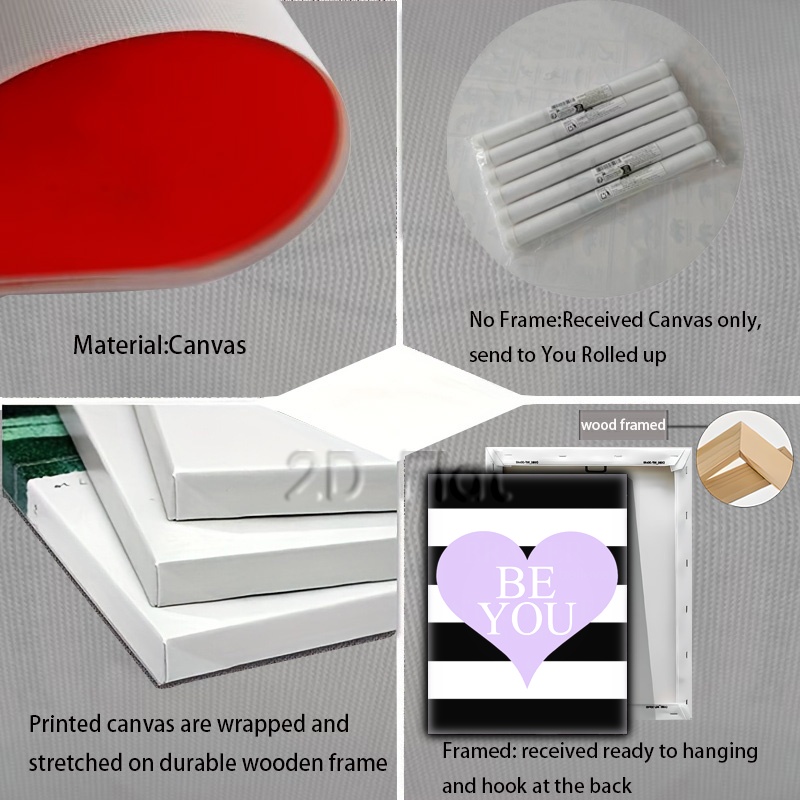 Material:Canvas
No Frame:Received Canvas only,
send to You Rolled up
2D Flat
wood framed
BE
YOU
Printed canvas are wrapped and
stretched on durable wooden frame
Framed: received ready to hanging
and hook at the back